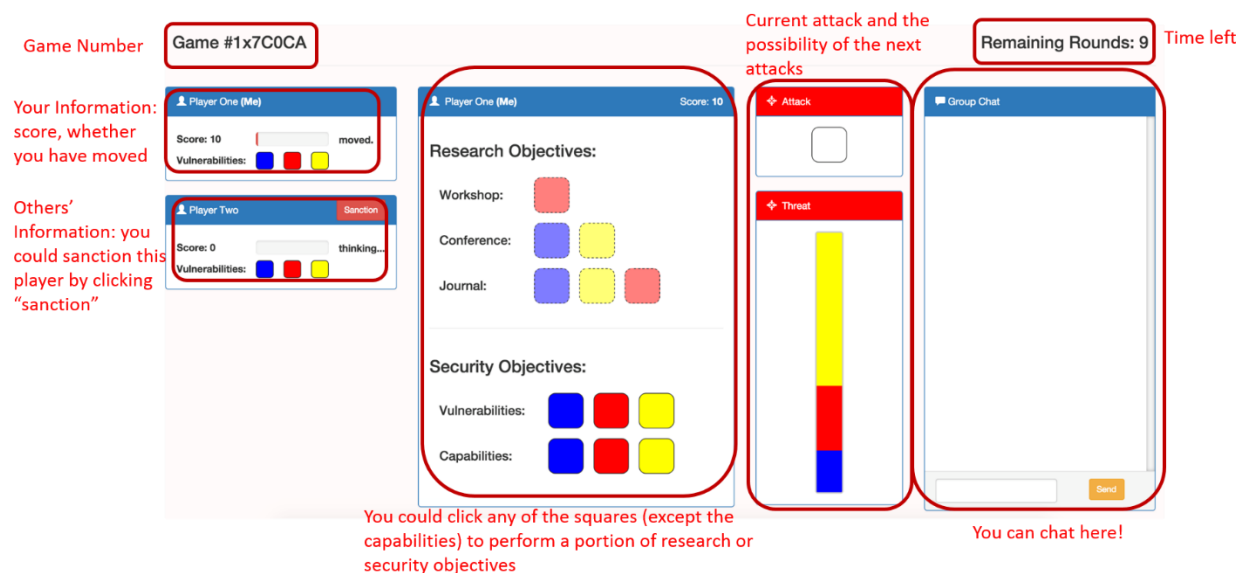 Game Number
Game #1x7C0CA
Current attack and the
possibility of the next
attacks
Remaining Rounds: 9
Time left
Your Information:
score, whether
you have moved
Player One (Me)
Score: 10
moved.
Vulnerabilities:
Others’
Information: you
could sanction this
player by clicking
“sanction”
Player Two
Sanction
Score: 0
thinking...
Vulnerabilities:
Player One (Me)
Score: 10
Research Objectives:
Workshop:
Conference:
Journal:
Security Objectives:
Vulnerabilities:
Capabilities:
You could click any of the squares (except the
capabilities) to perform a portion of research or
security objectives
Attack
Threat
Group Chat
Send
You can chat here!